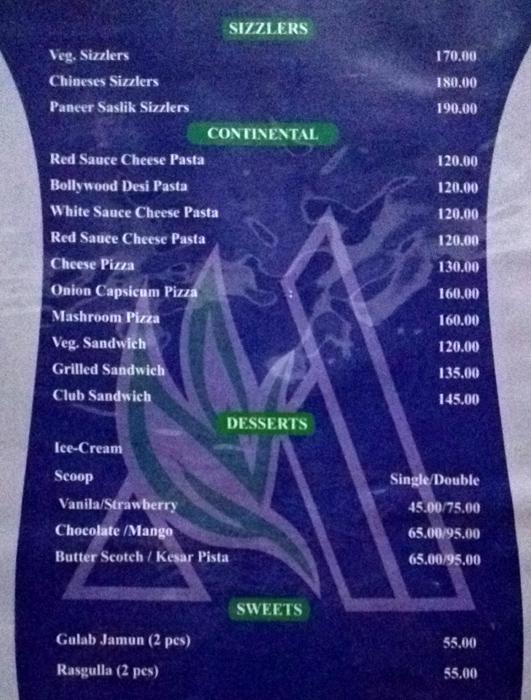 SIZZLERS
Veg. Sizzlers 170.00
Chineses Sizzlers 180.00
Paneer Saslik Sizzlers 190.00
CONTINENTAL
Red Sauce Cheese Pasta 120.00
Bollywood Desi Pasta 120.00
White Sauce Cheese Pasta 120.00
Red Sauce Cheese Pasta 120.00
Cheese Pizza 130.00
Onion Capsicum Pizza 160.00
Mashroom Pizza 160.00
Veg. Sandwich 120.00
Grilled Sandwich 135.00
Club Sandwich 145.00
DESSERTS
Ice-Cream
Scoop Single/Double
Vanila/Strawberry 45.00/75.00
Chocolate /Mango 65.00/95.00
Butter Scotch / Kesar Pista 65.00/95.00
SWEETS
Gulab Jamun (2 pcs) 55.00
Rasgulla (2 pcs) 55.00